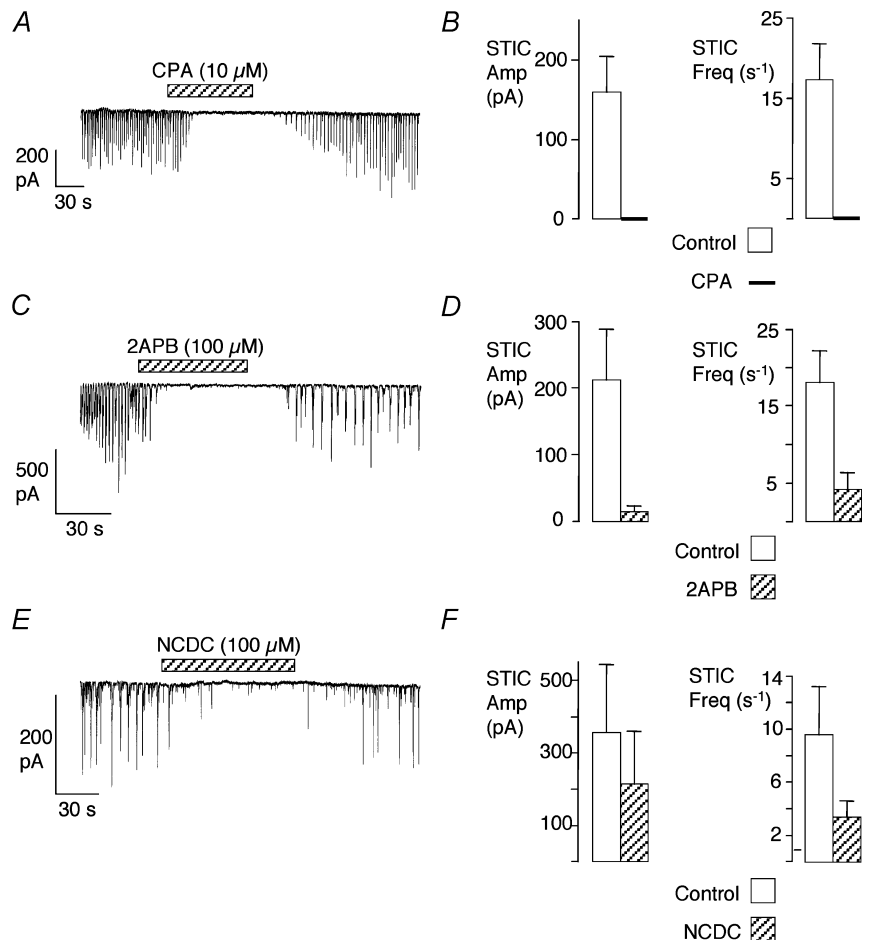 A
CPA (10 μM)
200
pA
30 s
B
STIC
Amp
(pA)
200
100
0
STIC
Freq (s-1)
25
15
5
Control
CPA
C
2APB (100 μM)
500
pA
30 s
D
STIC
Amp
(pA)
300
200
100
0
STIC
Freq (s-1)
25
15
5
Control
2APB
E
NCDC (100 μM)
200
pA
30 s
F
STIC
Amp
(pA)
500
300
100
STIC
Freq (s-1)
14
10
6
2
Control
NCDC